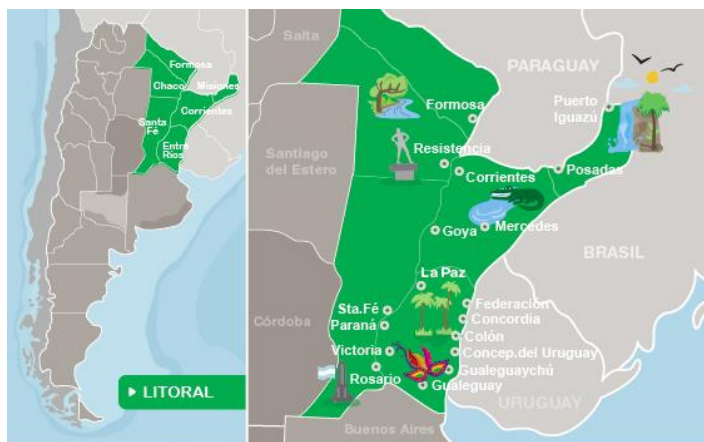 Formosa
Chaco
Misiones
Corrientes
Santa
Fé
Entre
Ríos
LITORAL
Salta
PARAGUAY
Formosa
Puerto
Iguazú
Santiago
del Estero
Resistencia
Corrientes
Posadas
Goya
Mercedes
BRASIL
La Paz
Sta.Fé
Federación
Paraná
Concordia
Córdoba
Colón
Victoria
Concep.del Uruguay
Rosario
Gualeguaychú
Gualeguay
URUGUAY
Buenos Aires